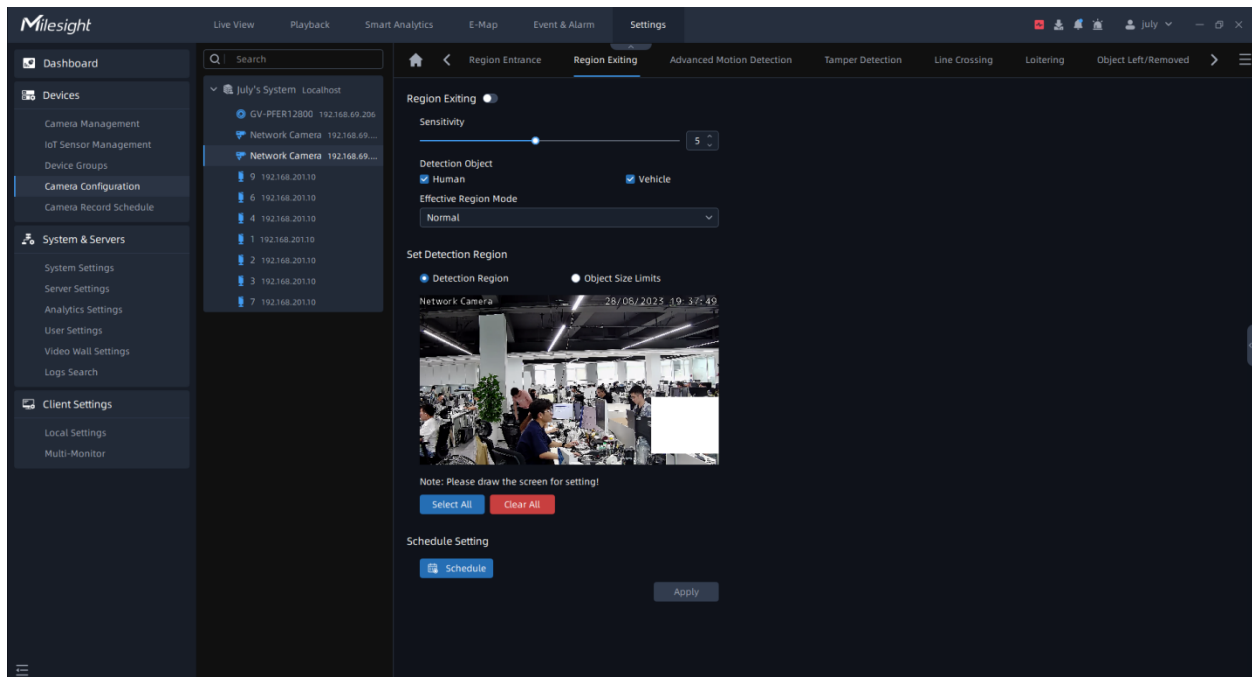 Milesight
Live View Playback Smart Analytics E-Map Event & Alarm Settings july
Dashboard
Devices
Camera Management
IoT Sensor Management
Device Groups
Camera Configuration
Camera Record Schedule
System & Servers
System Settings
Server Settings
Analytics Settings
User Settings
Video Wall Settings
Logs Search
Client Settings
Local Settings
Multi-Monitor
Search
July's System Localhost
GV-PFER12800 192.168.69.206
Network Camera 192.168.69....
Network Camera 192.168.69....
9 192.168.201.10
6 192.168.201.10
4 192.168.201.10
1 192.168.201.10
2 192.168.201.10
3 192.168.201.10
7 192.168.201.10
Region Entrance Region Exiting Advanced Motion Detection Tamper Detection Line Crossing Loitering Object Left/Removed
Region Exiting
Sensitivity
5
Detection Object
Human Vehicle
Effective Region Mode
Normal
Set Detection Region
Detection Region Object Size Limits
Network Camera 28/08/2023 19:37:49
Note: Please draw the screen for setting!
Select All Clear All
Schedule Setting
Schedule
Apply